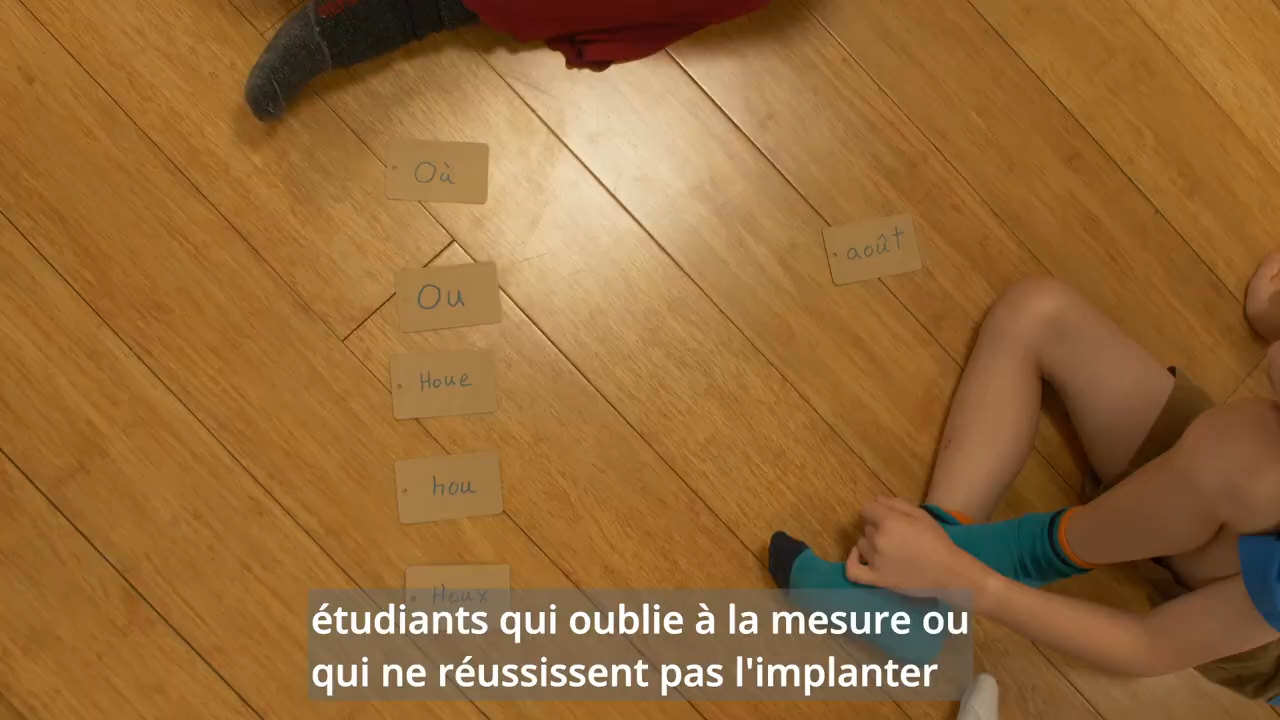 Où
août
Ou
Houe
hou
Houx
étudiants qui oublie à la mesure ou
qui ne réussissent pas l'implanter